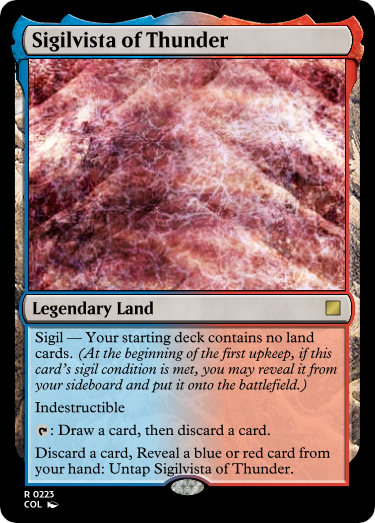 Sigilvista of Thunder
Legendary Land
Sigil — Your starting deck contains no land
cards. (At the beginning of the first upkeep, if this
card's sigil condition is met, you may reveal it from
your sideboard and put it onto the battlefield.)
Indestructible
: Draw a card, then discard a card.
Discard a card, Reveal a blue or red card from
your hand: Untap Sigilvista of Thunder.
R 0223
COL